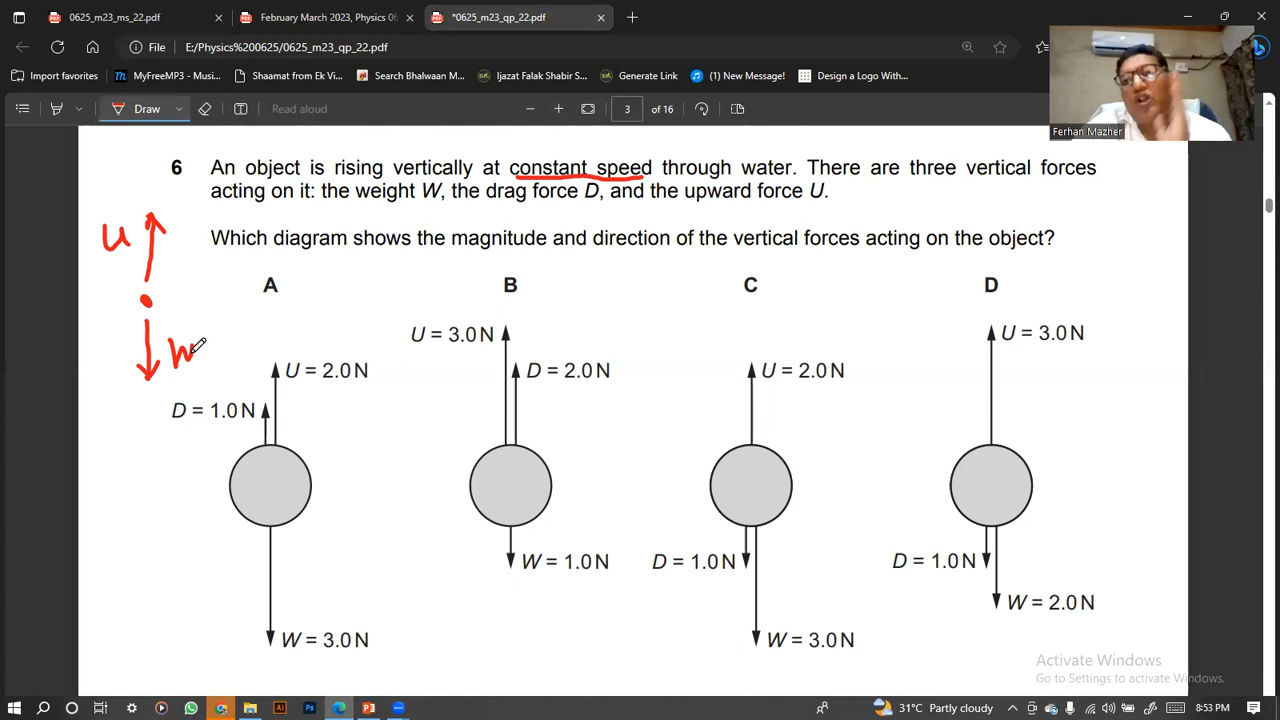 0625_m23_ms_22.pdf
February March 2023, Physics 06
*0625_m23_qp_22.pdf
File
E:/Physics%200625/0625_m23_qp_22.pdf
Import favorites
MyFreeMP3 - Musi...
Shaamat from Ek Vi...
Search Bhalwaan M...
Ijazat Falak Shabir S...
Generate Link
(1) New Message!
Design a Logo With...
Draw
Read aloud
3 of 16
Ferhan Mazher
6 An object is rising vertically at constant speed through water. There are three vertical forces
acting on it: the weight W, the drag force D, and the upward force U.
U
Which diagram shows the magnitude and direction of the vertical forces acting on the object?
A B C D
U = 3.0 N
U = 3.0 N
W
U = 2.0 N
D = 2.0 N
U = 2.0 N
D = 1.0 N
W = 1.0 N
D = 1.0 N
D = 1.0 N
W = 2.0 N
W = 3.0 N
W = 3.0 N
Activate Windows
Go to Settings to activate Windows.
31°C Partly cloudy
8:53 PM